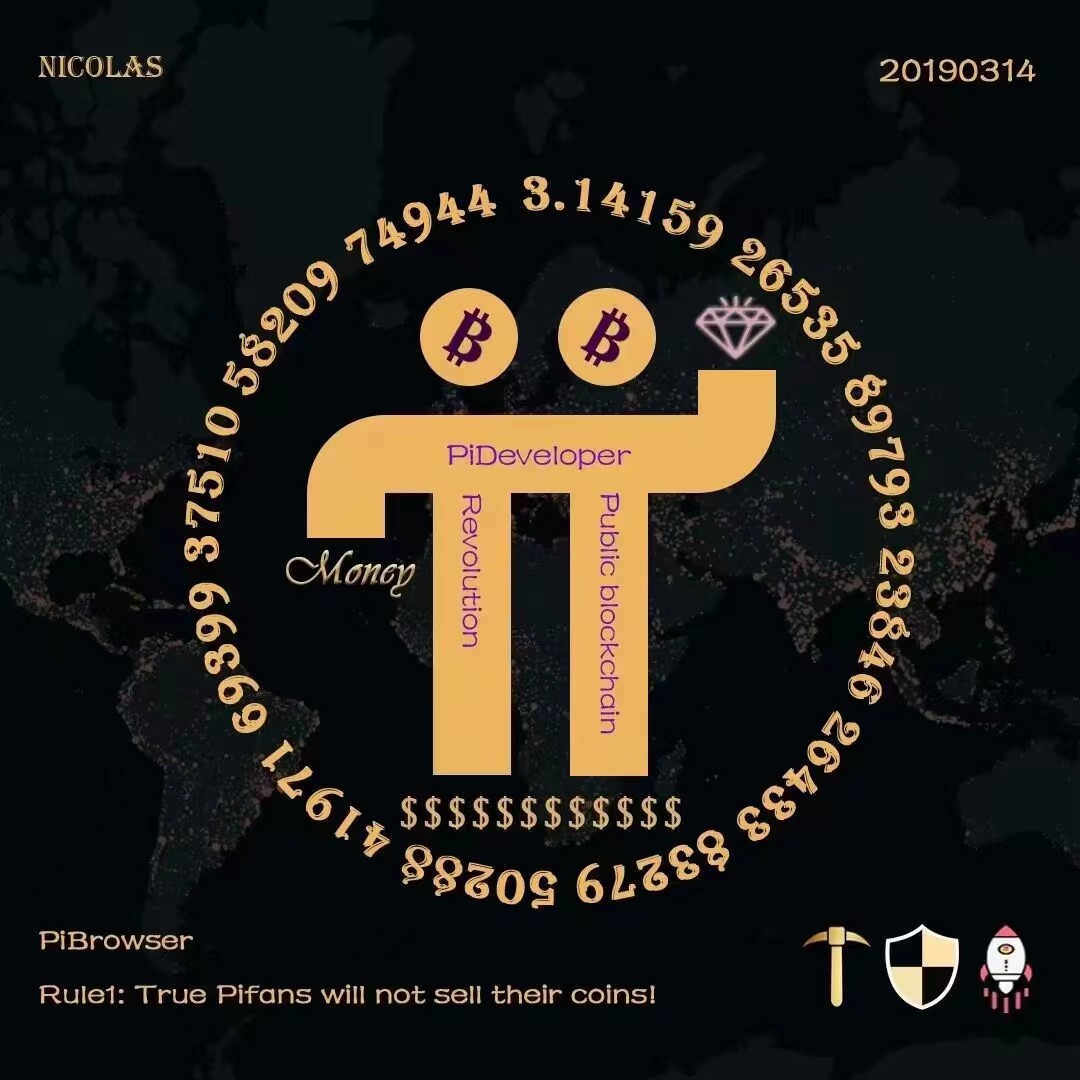 NICOLAS
20190314
3.14159 26535 89793 23846 26433 83279 50288 41971 69399 37510 58209 74944
₿ ₿
PiDeveloper
Revolution
Public blockchain
Money
$$$$$$$$$$$$
PiBrowser
Rule1: True Pifans will not sell their coins!